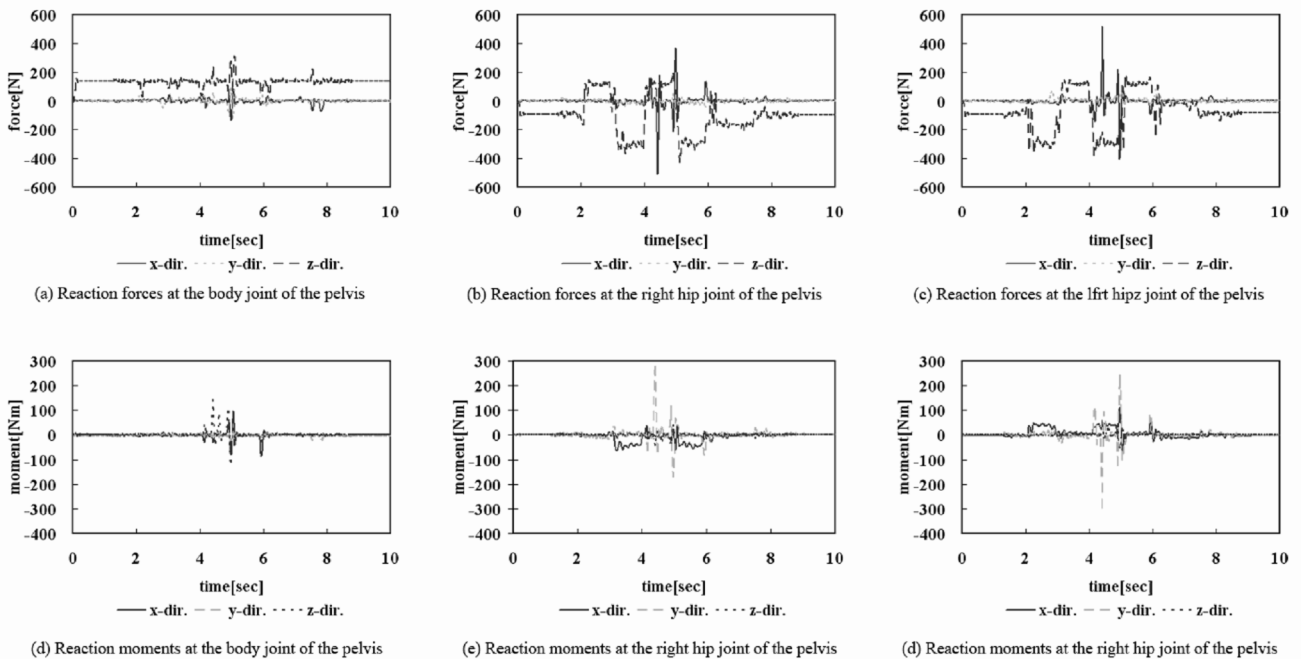 600
400
200
0
-200
-400
-600
force[N]
0 2 4 6 8 10
time[sec]
x-dir. y-dir. z-dir.
(a) Reaction forces at the body joint of the pelvis
600
400
200
0
-200
-400
-600
force[N]
0 2 4 6 8 10
time[sec]
x-dir. y-dir. z-dir.
(b) Reaction forces at the right hip joint of the pelvis
600
400
200
0
-200
-400
-600
force[N]
0 2 4 6 8 10
time[sec]
x-dir. y-dir. z-dir.
(c) Reaction forces at the lfrt hipz joint of the pelvis
300
200
100
0
-100
-200
-300
-400
moment[Nm]
0 2 4 6 8 10
time[sec]
x-dir. y-dir. z-dir.
(d) Reaction moments at the body joint of the pelvis
300
200
100
0
-100
-200
-300
-400
moment[Nm]
0 2 4 6 8 10
time[sec]
x-dir. y-dir. z-dir.
(e) Reaction moments at the right hip joint of the pelvis
300
200
100
0
-100
-200
-300
-400
moment[Nm]
0 2 4 6 8 10
time[sec]
x-dir. y-dir. z-dir.
(d) Reaction moments at the right hip joint of the pelvis